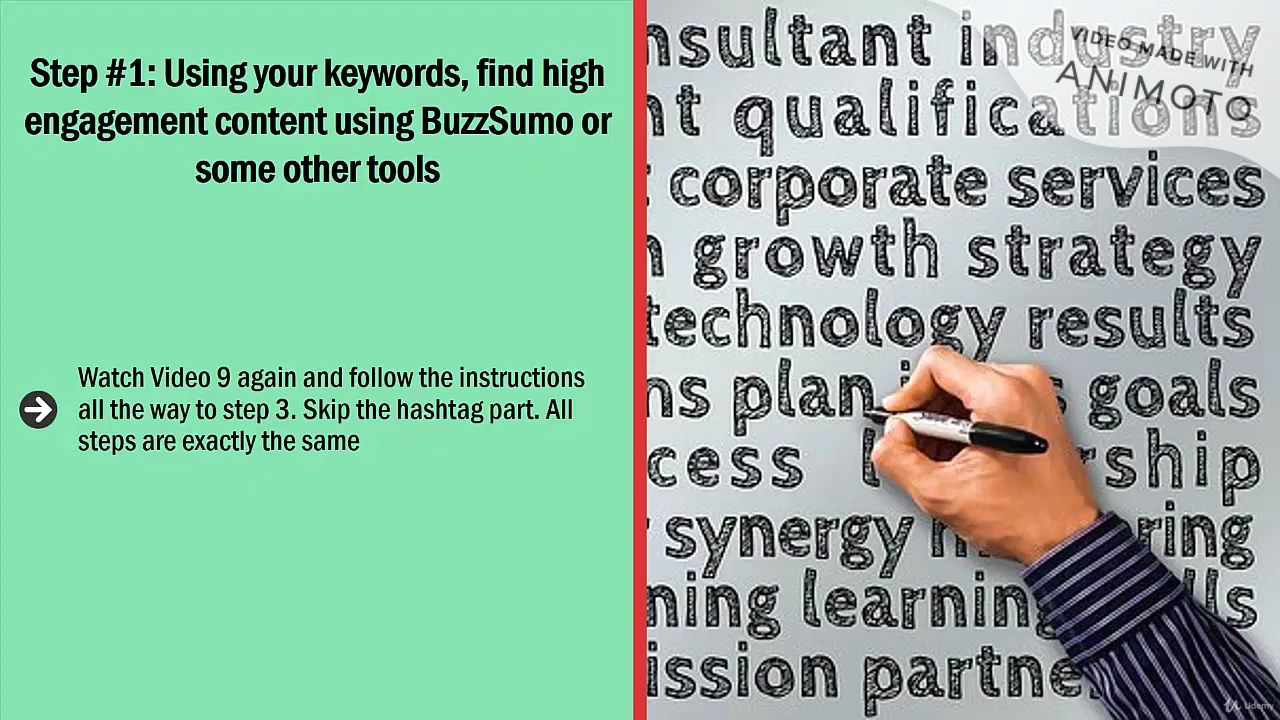 Step #1: Using your keywords, find high
engagement content using BuzzSumo or
some other tools
Watch Video 9 again and follow the instructions
all the way to step 3. Skip the hashtag part. All
steps are exactly the same
nsultant industry
nt qualifications
corporate services
growth strategy
technology results
ns plan goals
cess rship
synergy ring
ning learning ls
ission partne
VIDEO MADE WITH
ANIMOTO
Udemy